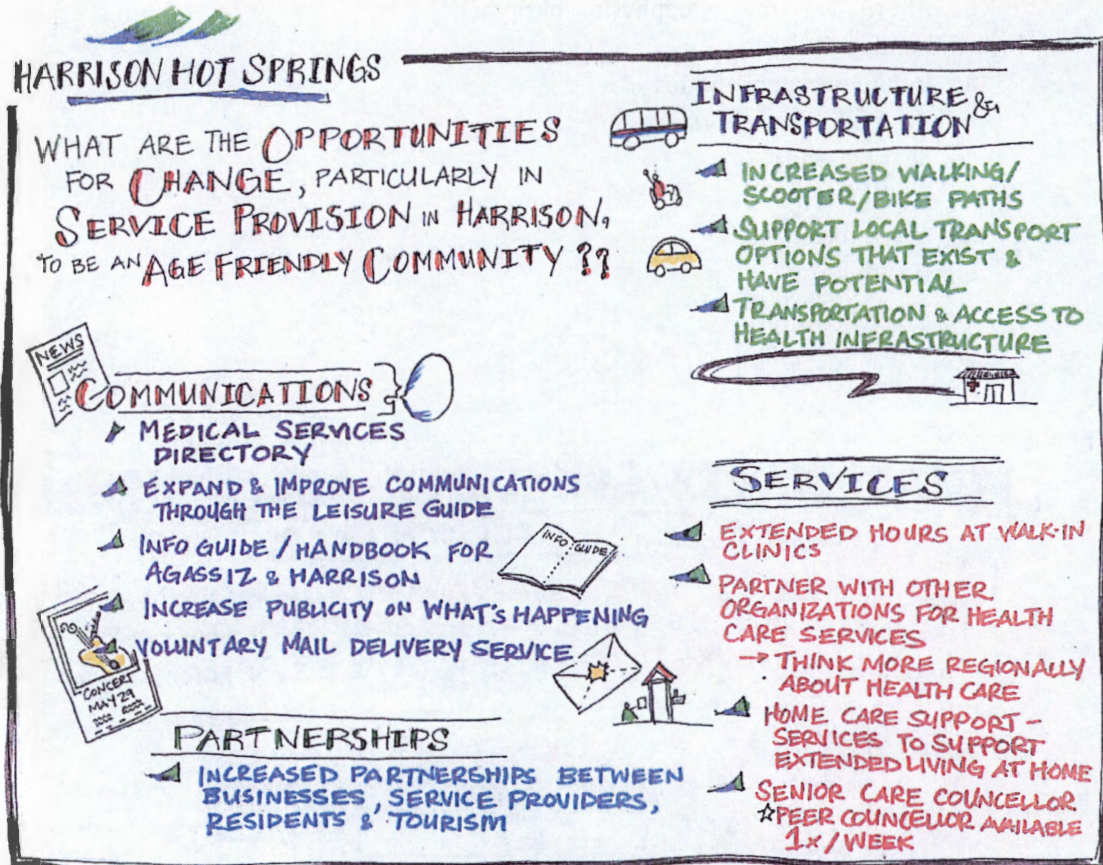 HARRISON HOT SPRINGS
WHAT ARE THE OPPORTUNITIES
FOR CHANGE, PARTICULARLY IN
SERVICE PROVISION IN HARRISON,
TO BE AN AGE FRIENDLY COMMUNITY ??
INFRASTRUCTURE &
TRANSPORTATION
INCREASED WALKING/
SCOOTER/BIKE PATHS
SUPPORT LOCAL TRANSPORT
OPTIONS THAT EXIST &
HAVE POTENTIAL
TRANSPORTATION & ACCESS TO
HEALTH INFRASTRUCTURE
NEWS
COMMUNICATIONS
MEDICAL SERVICES
DIRECTORY
EXPAND & IMPROVE COMMUNICATIONS
THROUGH THE LEISURE GUIDE
INFO GUIDE / HANDBOOK FOR
AGASSIZ & HARRISON
INFO GUIDE
INCREASE PUBLICITY ON WHAT'S HAPPENING
VOLUNTARY MAIL DELIVERY SERVICE
CONCERT
MAY 29
PARTNERSHIPS
INCREASED PARTNERSHIPS BETWEEN
BUSINESSES, SERVICE PROVIDERS,
RESIDENTS & TOURISM
SERVICES
EXTENDED HOURS AT WALK-IN
CLINICS
PARTNER WITH OTHER
ORGANIZATIONS FOR HEALTH
CARE SERVICES
→ THINK MORE REGIONALLY
ABOUT HEALTH CARE
HOME CARE SUPPORT -
SERVICES TO SUPPORT
EXTENDED LIVING AT HOME
SENIOR CARE COUNCELLOR
☆PEER COUNCELLOR AVAILABLE
1x/WEEK